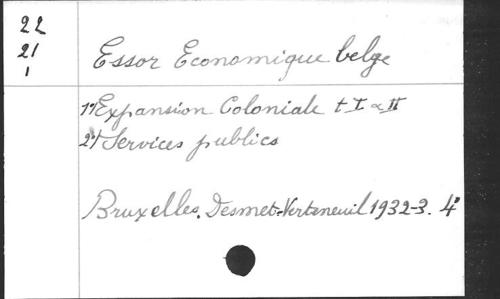 22
21
1
Essor Economique belge
1°) Expansion Coloniale t I & II
2°) Services publics
Bruxelles. Desmet-Verteneuil 1932-3. 4°